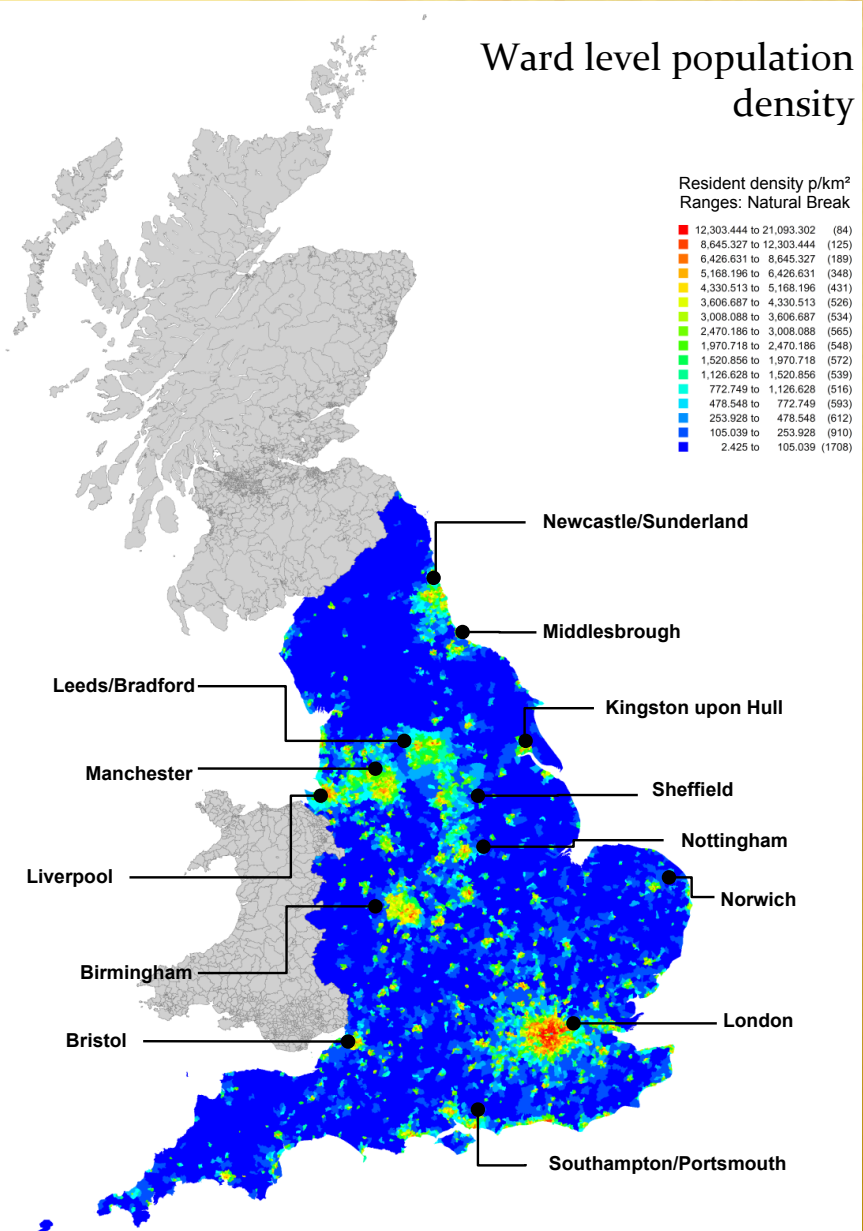 Ward level population
density
Resident density p/km²
Ranges: Natural Break
12,303.444 to 21,093.302 (84)
8,645.327 to 12,303.444 (125)
6,426.631 to 8,645.327 (189)
5,168.196 to 6,426.631 (348)
4,330.513 to 5,168.196 (431)
3,606.687 to 4,330.513 (526)
3,008.088 to 3,606.687 (534)
2,470.186 to 3,008.088 (565)
1,970.718 to 2,470.186 (548)
1,520.856 to 1,970.718 (572)
1,126.628 to 1,520.856 (539)
772.749 to 1,126.628 (516)
478.548 to 772.749 (593)
253.928 to 478.548 (612)
105.039 to 253.928 (910)
2.425 to 105.039 (1708)
Newcastle/Sunderland
Middlesbrough
Leeds/Bradford
Kingston upon Hull
Manchester
Sheffield
Nottingham
Liverpool
Norwich
Birmingham
London
Bristol
Southampton/Portsmouth